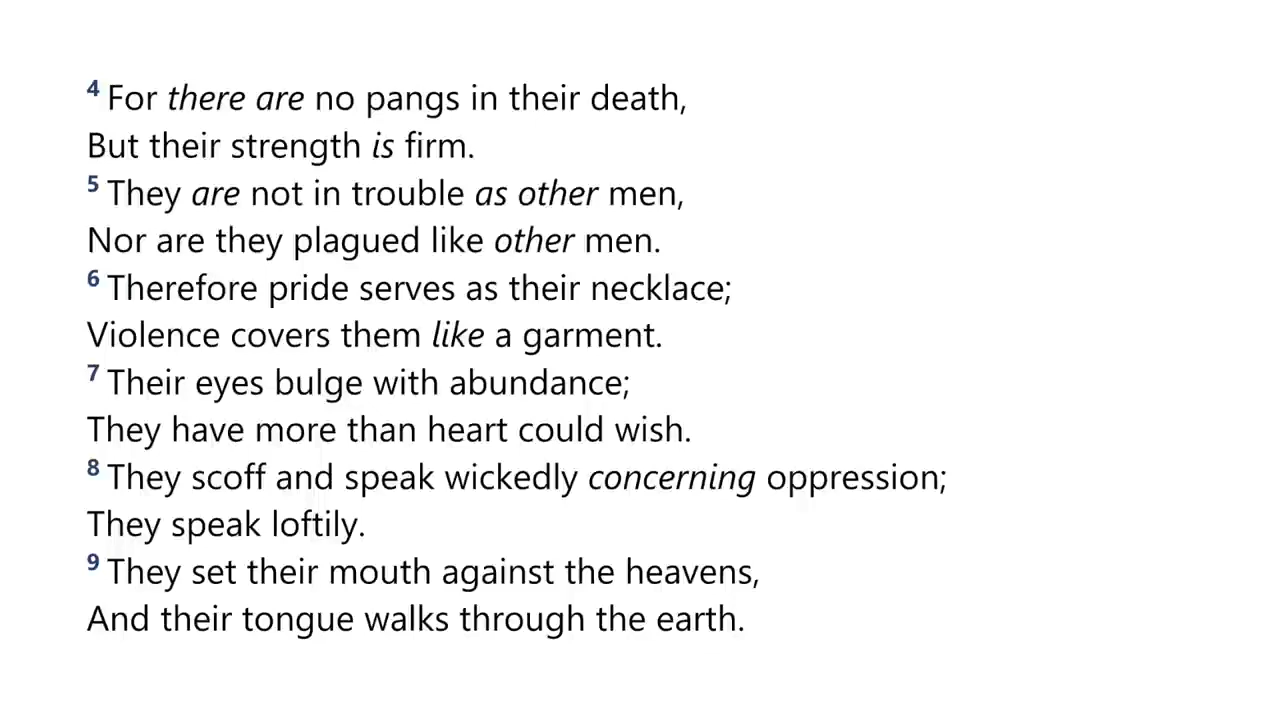 4 For there are no pangs in their death,
But their strength is firm.
5 They are not in trouble as other men,
Nor are they plagued like other men.
6 Therefore pride serves as their necklace;
Violence covers them like a garment.
7 Their eyes bulge with abundance;
They have more than heart could wish.
8 They scoff and speak wickedly concerning oppression;
They speak loftily.
9 They set their mouth against the heavens,
And their tongue walks through the earth.